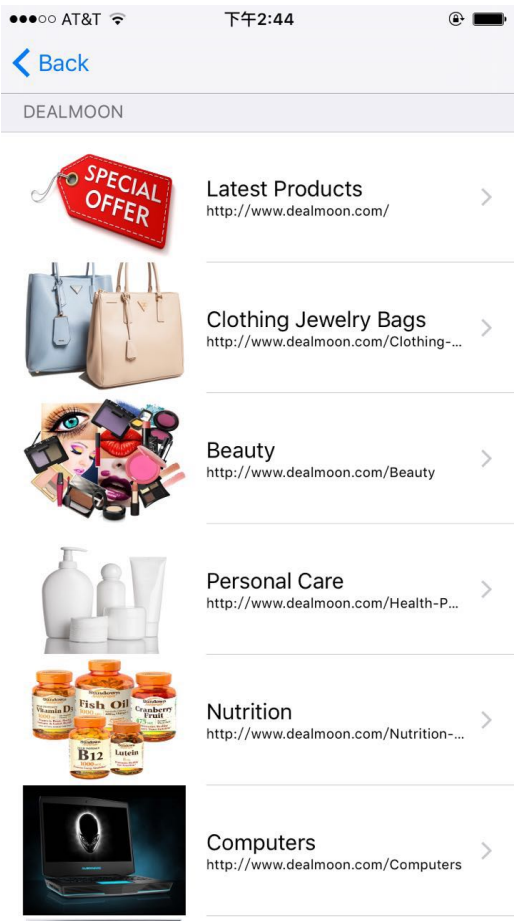 AT&T
下午2:44
Back
DEALMOON
SPECIAL
OFFER
Latest Products
http://www.dealmoon.com/
Clothing Jewelry Bags
http://www.dealmoon.com/Clothing-...
Beauty
http://www.dealmoon.com/Beauty
Personal Care
http://www.dealmoon.com/Health-P...
Fish Oil
Cranberry
Fruit
B12
Lutein
Nutrition
http://www.dealmoon.com/Nutrition-...
Computers
http://www.dealmoon.com/Computers